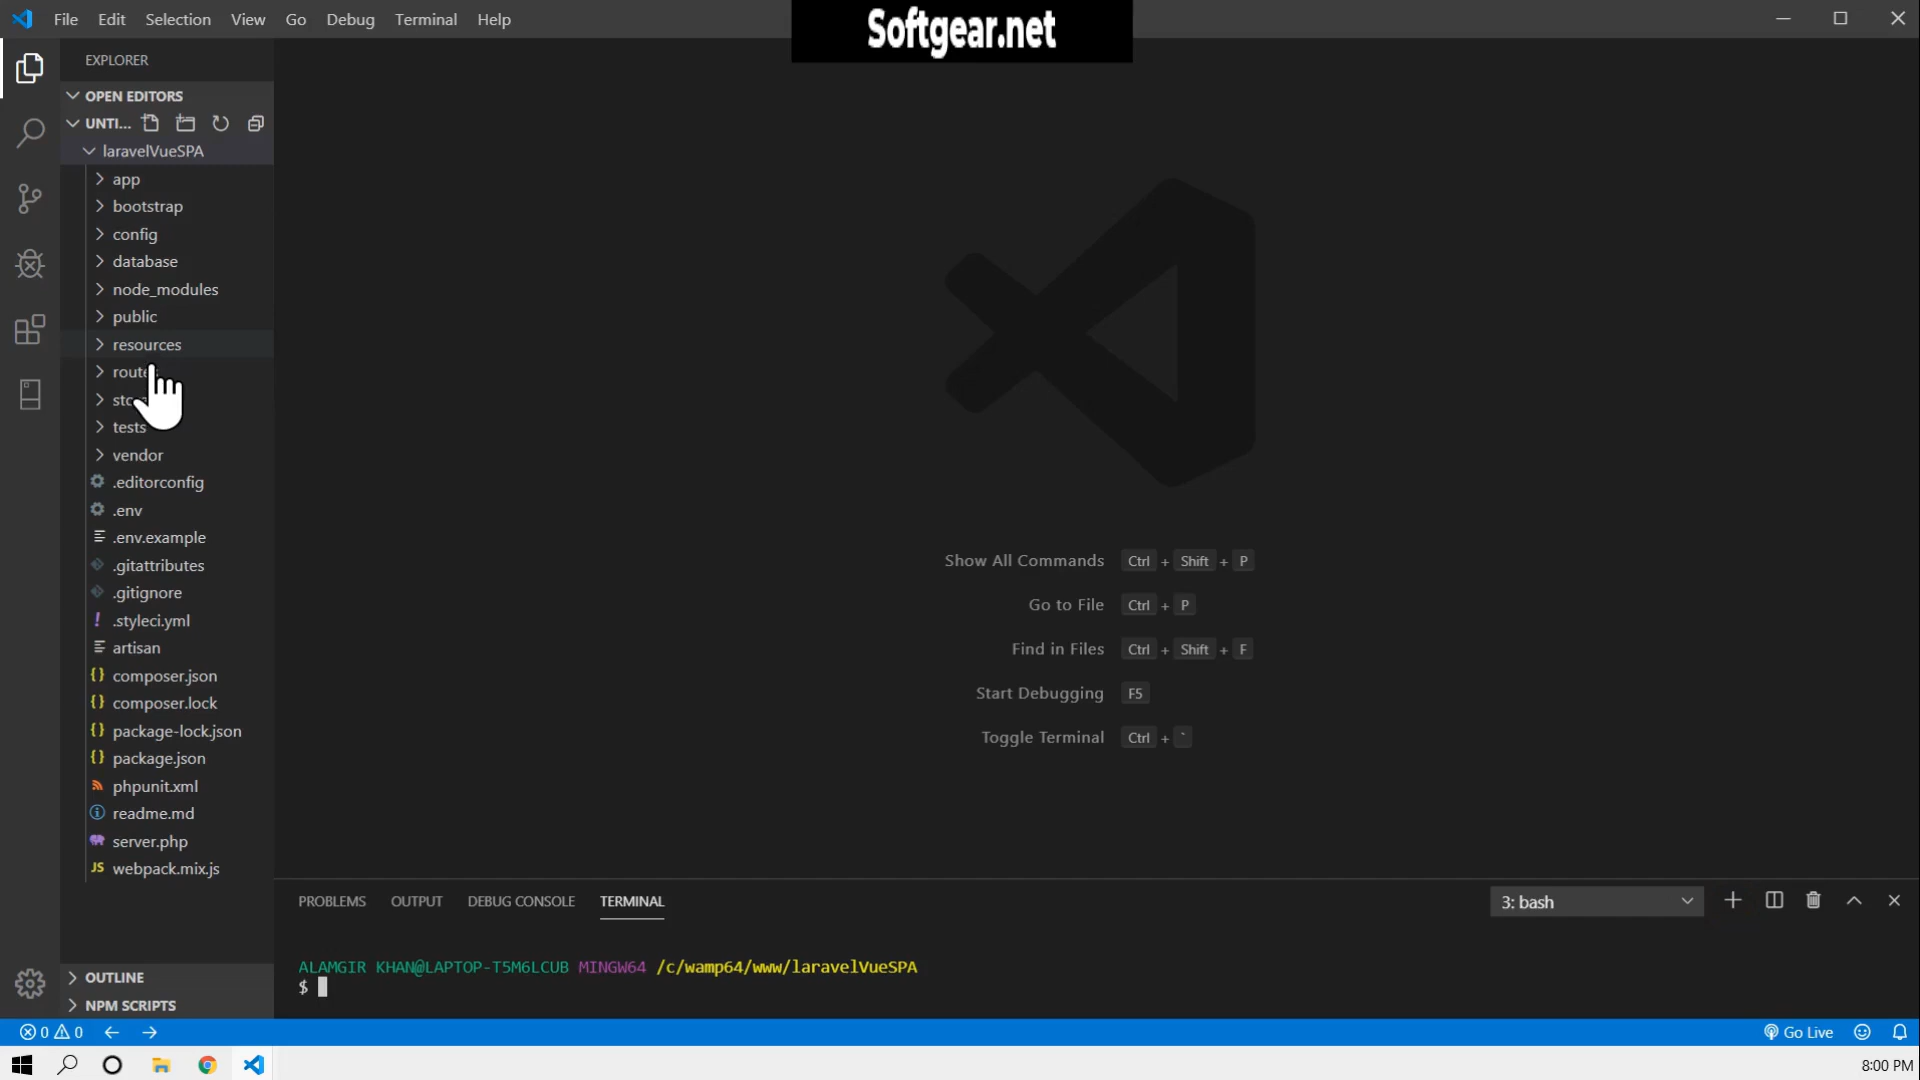 File Edit Selection View Go Debug Terminal Help
Softgear.net
EXPLORER
OPEN EDITORS
UNTI...
laravelVueSPA
app
bootstrap
config
database
node_modules
public
resources
tests
vendor
.editorconfig
.env
.env.example
.gitattributes
.gitignore
.styleci.yml
artisan
composer.json
composer.lock
package-lock.json
package.json
phpunit.xml
readme.md
server.php
JS webpack.mix.js
OUTLINE
NPM SCRIPTS
Show All Commands Ctrl + Shift + P
Go to File Ctrl + P
Find in Files Ctrl + Shift + F
Start Debugging F5
Toggle Terminal Ctrl + `
PROBLEMS OUTPUT DEBUG CONSOLE TERMINAL
3: bash
ALAMGIR KHAN@LAPTOP-T5M6LCUB MINGW64 /c/wamp64/www/laravelVueSPA
$
0 0
Go Live
8:00 PM